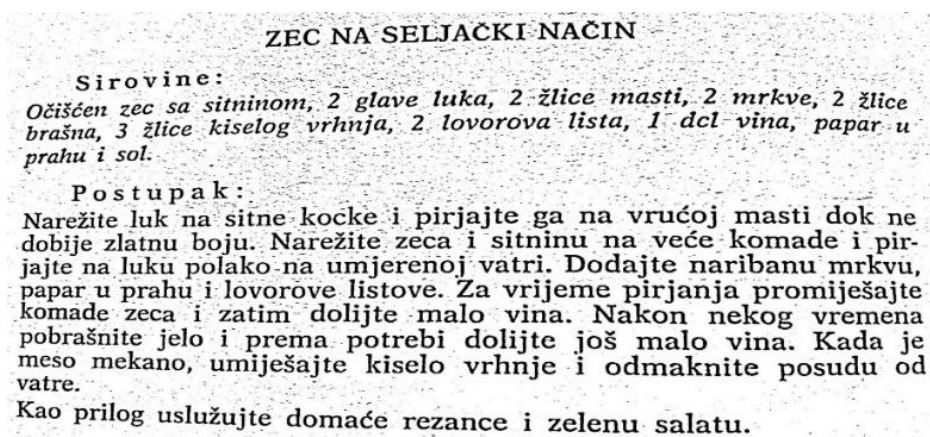 ZEC NA SELJAČKI NAČIN
Sirovine:
Očišćen zec sa sitninom, 2 glave luka, 2 žlice masti, 2 mrkve, 2 žlice
brašna, 3 žlice kiselog vrhnja, 2 lovorova lista, 1 dcl vina, papar u
prahu i sol.
Postupak:
Narežite luk na sitne kocke i pirjajte ga na vrućoj masti dok ne
dobije zlatnu boju. Narežite zeca i sitninu na veće komade i pir-
jajte na luku polako na umjerenoj vatri. Dodajte naribanu mrkvu,
papar u prahu i lovorove listove. Za vrijeme pirjanja promiješajte
komade zeca i zatim dolijte malo vina. Nakon nekog vremena
pobrašnite jelo i prema potrebi dolijte još malo vina. Kada je
meso mekano, umiješajte kiselo vrhnje i odmaknite posudu od
vatre.
Kao prilog uslužujte domaće rezance i zelenu salatu.